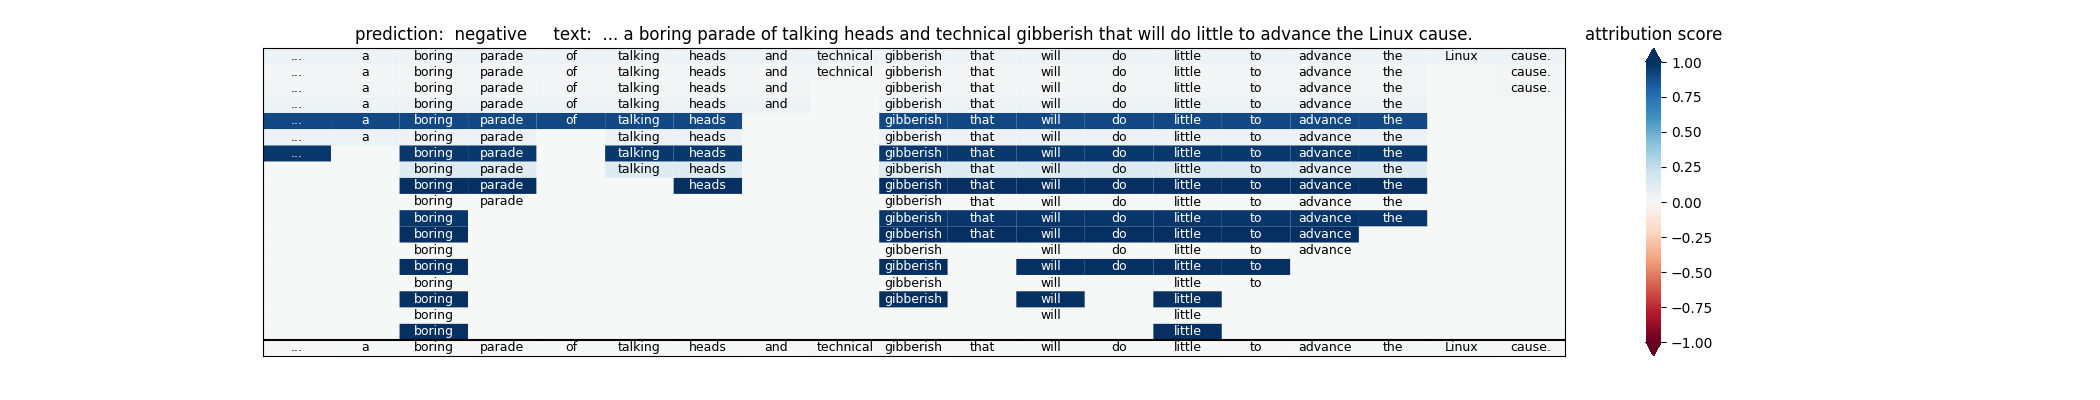 prediction:  negative     text:  ... a boring parade of talking heads and technical gibberish that will do little to advance the Linux cause.
attribution score
... a boring parade of talking heads and technical gibberish that will do little to advance the Linux cause.
... a boring parade of talking heads and technical gibberish that will do little to advance the cause.
... a boring parade of talking heads and gibberish that will do little to advance the cause.
... a boring parade of talking heads and gibberish that will do little to advance the
... a boring parade of talking heads gibberish that will do little to advance the
... a boring parade talking heads gibberish that will do little to advance the
... boring parade talking heads gibberish that will do little to advance the
boring parade talking heads gibberish that will do little to advance the
boring parade heads gibberish that will do little to advance the
boring parade gibberish that will do little to advance the
boring gibberish that will do little to advance the
boring gibberish that will do little to advance
boring gibberish will do little to advance
boring gibberish will do little to
boring gibberish will little to
boring gibberish will little
boring will little
boring little
... a boring parade of talking heads and technical gibberish that will do little to advance the Linux cause.
1.00
0.75
0.50
0.25
0.00
−0.25
−0.50
−0.75
−1.00